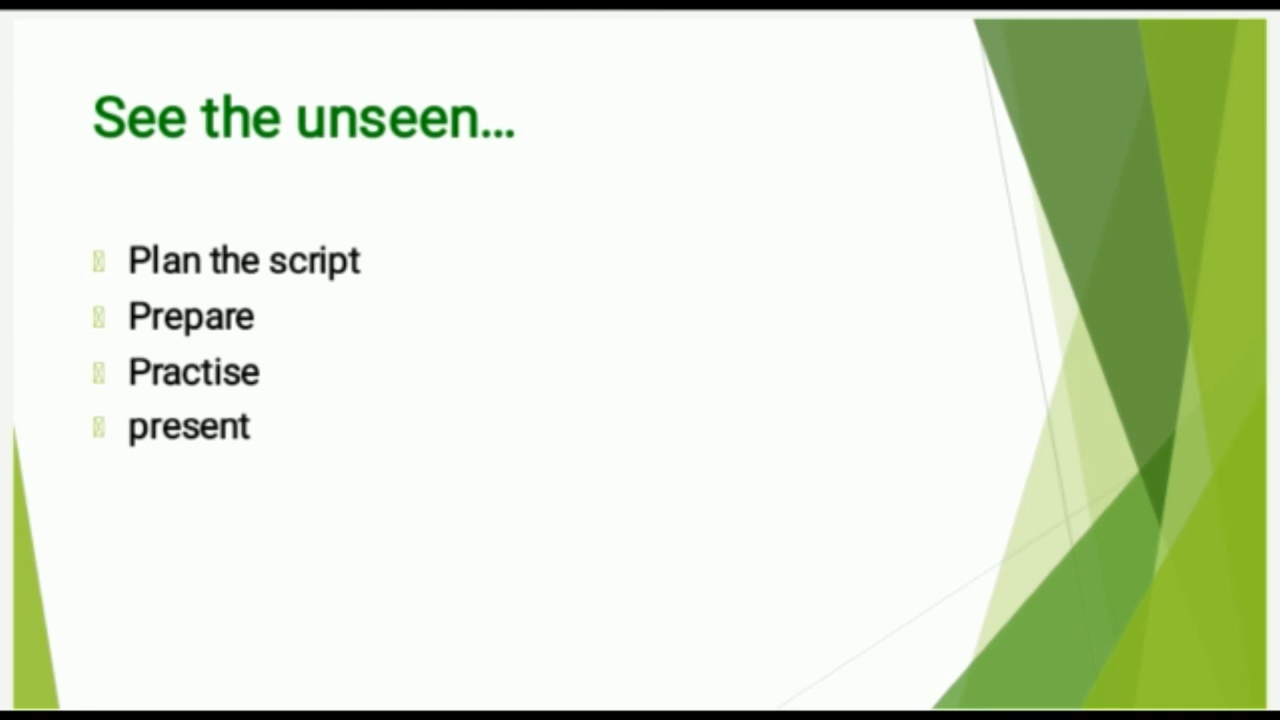 See the unseen...
Plan the script
Prepare
Practise
present